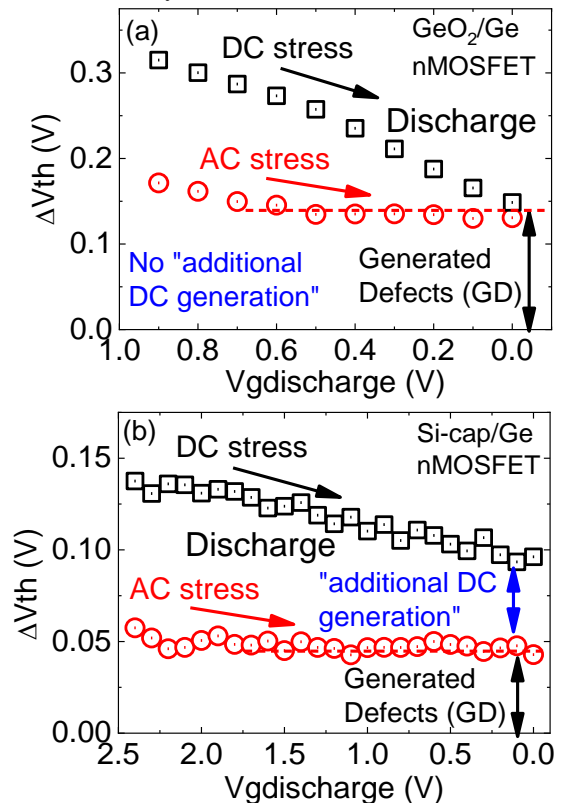 (a)
GeO₂/Ge
nMOSFET
DC stress
Discharge
AC stress
No "additional
DC generation"
Generated
Defects (GD)
ΔVth (V)
0.3
0.2
0.1
0.0
1.0 0.8 0.6 0.4 0.2 0.0
Vgdischarge (V)
(b)
Si-cap/Ge
nMOSFET
DC stress
Discharge
"additional DC
generation"
AC stress
Generated
Defects (GD)
ΔVth (V)
0.15
0.10
0.05
0.00
2.5 2.0 1.5 1.0 0.5 0.0
Vgdischarge (V)